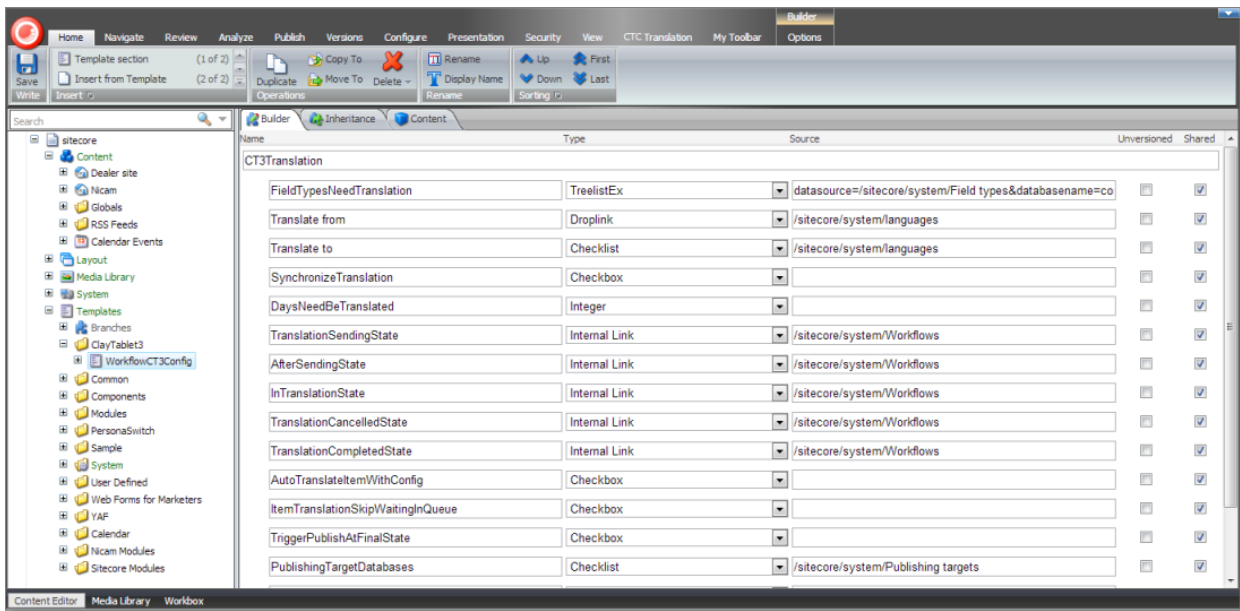 Builder
Home Navigate Review Analyze Publish Versions Configure Presentation Security View CTC Translation My Toolbar Options
Template section (1 of 2) Copy To Rename Up First
Save Insert from Template (2 of 2) Duplicate Move To Delete Display Name Down Last
Write Insert Operations Rename Sorting
Search
Builder Inheritance Content
Name Type Source Unversioned Shared
sitecore
Content
Dealer site
Nicam
Globals
RSS Feeds
Calendar Events
Layout
Media Library
System
Templates
Branches
ClayTablet3
WorkflowCT3Config
Common
Components
Modules
PersonaSwitch
Sample
System
User Defined
Web Forms for Marketers
YAF
Calendar
Nicam Modules
Sitecore Modules
CT3Translation
FieldTypesNeedTranslation TreelistEx datasource=/sitecore/system/Field types&databasename=co
Translate from Droplink /sitecore/system/languages
Translate to Checklist /sitecore/system/languages
SynchronizeTranslation Checkbox
DaysNeedBeTranslated Integer
TranslationSendingState Internal Link /sitecore/system/Workflows
AfterSendingState Internal Link /sitecore/system/Workflows
InTranslationState Internal Link /sitecore/system/Workflows
TranslationCancelledState Internal Link /sitecore/system/Workflows
TranslationCompletedState Internal Link /sitecore/system/Workflows
AutoTranslateItemWithConfig Checkbox
ItemTranslationSkipWaitingInQueue Checkbox
TriggerPublishAtFinalState Checkbox
PublishingTargetDatabases Checklist /sitecore/system/Publishing targets
Content Editor Media Library Workbox